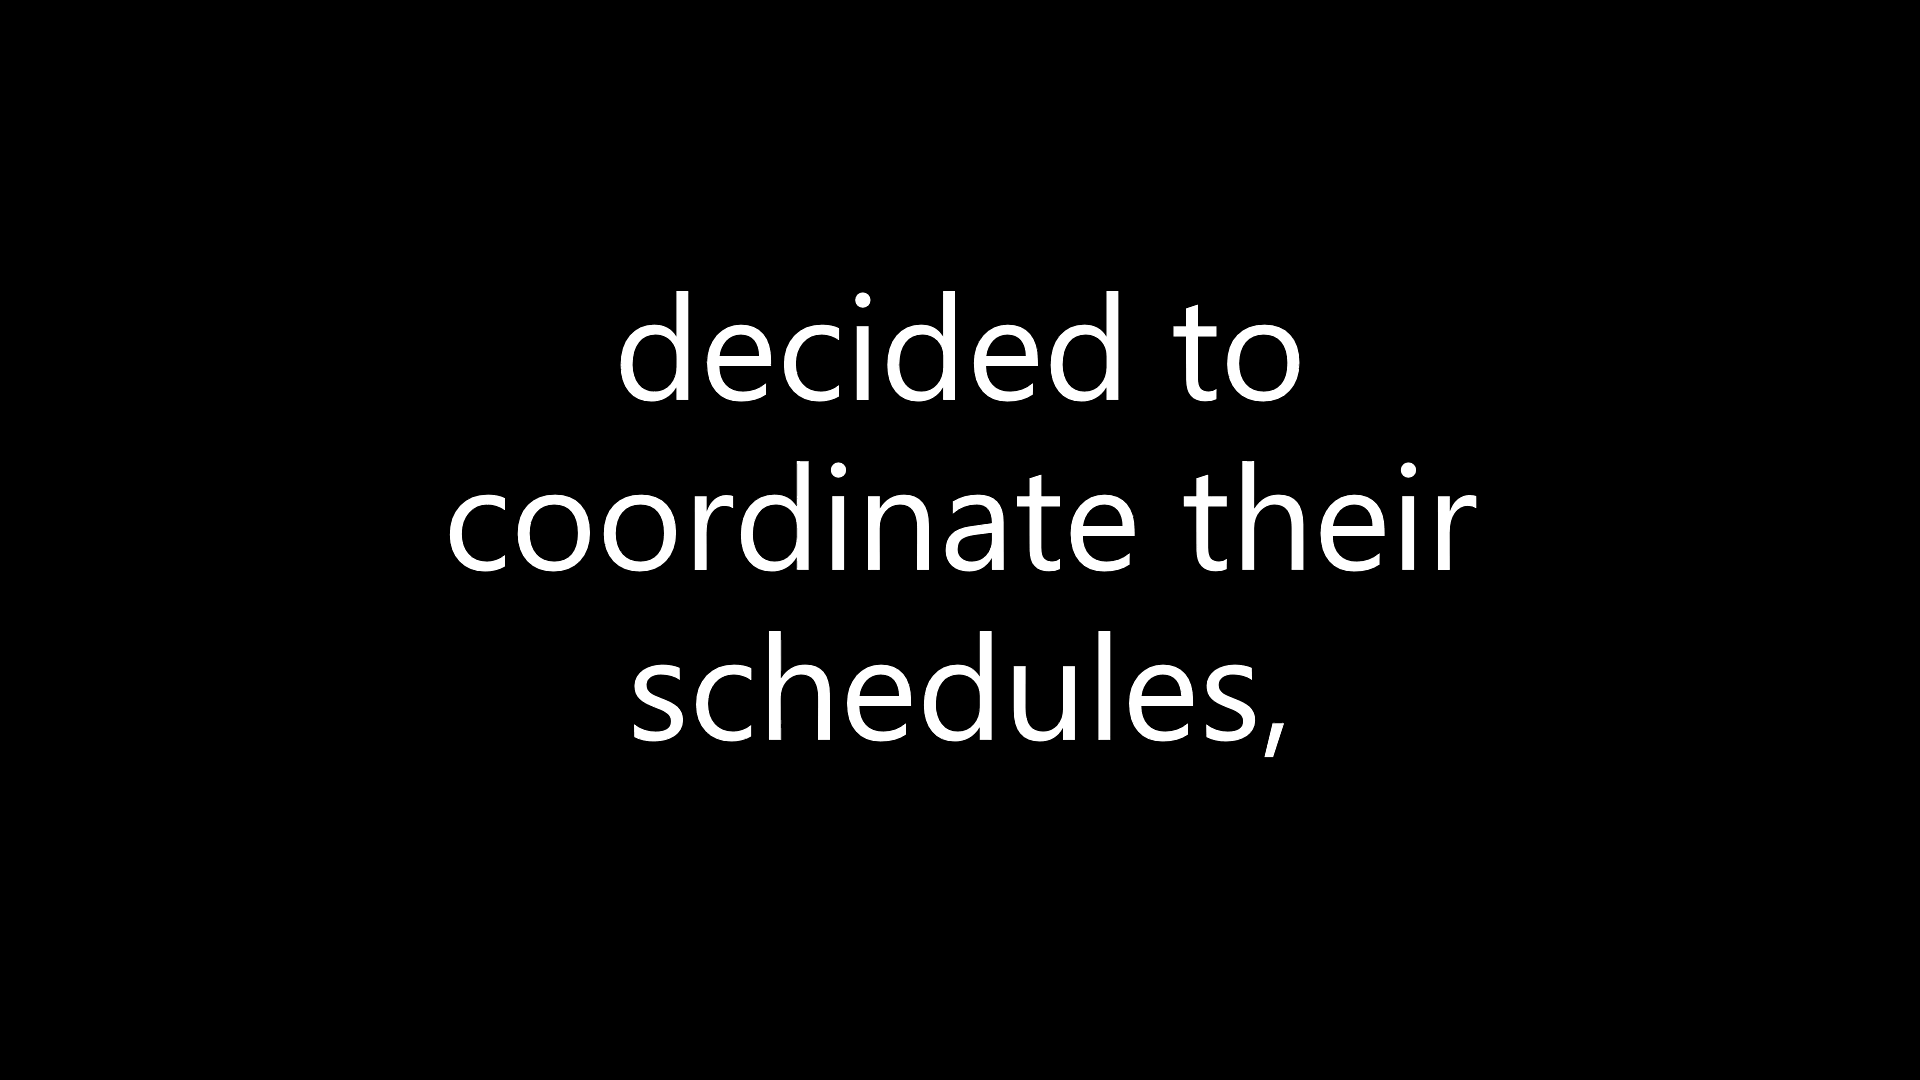 decided to
coordinate their
schedules,